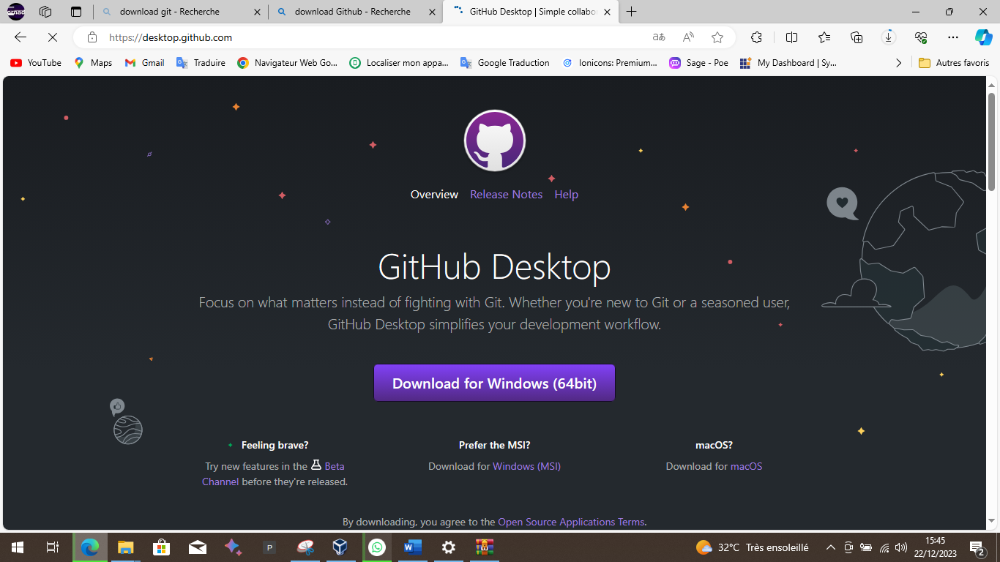 download git - Recherche
download Github - Recherche
GitHub Desktop | Simple collabo
https://desktop.github.com
YouTube
Maps
Gmail
Traduire
Navigateur Web Go...
Localiser mon appa...
Google Traduction
Ionicons: Premium...
Sage - Poe
My Dashboard | Sy...
Autres favoris
Overview Release Notes Help
GitHub Desktop
Focus on what matters instead of fighting with Git. Whether you're new to Git or a seasoned user,
GitHub Desktop simplifies your development workflow.
Download for Windows (64bit)
Feeling brave?
Try new features in the Beta
Channel before they're released.
Prefer the MSI?
Download for Windows (MSI)
macOS?
Download for macOS
By downloading, you agree to the Open Source Applications Terms.
P
32°C Très ensoleillé
15:45
22/12/2023
2